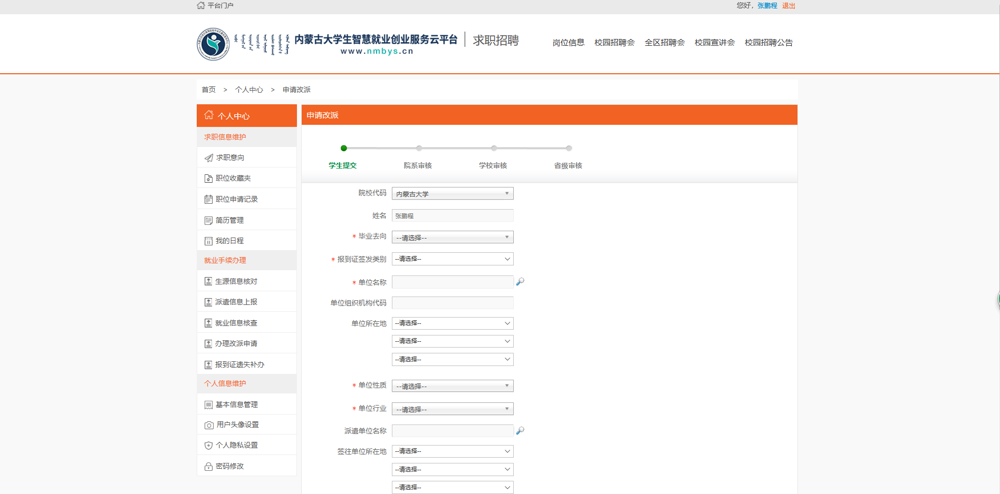 平台门户
您好，张鹏程 退出
内蒙古大学生智慧就业创业服务云平台
www.nmbys.cn
求职招聘
岗位信息 校园招聘会 全区招聘会 校园宣讲会 校园招聘公告
首页 > 个人中心 > 申请改派
个人中心
求职信息维护
求职意向
职位收藏夹
职位申请记录
简历管理
我的日程
就业手续办理
生源信息核对
派遣信息上报
就业信息核查
办理改派申请
报到证遗失补办
个人信息维护
基本信息管理
用户头像设置
个人隐私设置
密码修改
申请改派
学生提交 院系审核 学校审核 省级审核
院校代码 内蒙古大学
姓名 张鹏程
* 毕业去向 --请选择--
* 报到证签发类别 --请选择--
* 单位名称
单位组织机构代码
单位所在地 --请选择--
--请选择--
--请选择--
* 单位性质 --请选择--
* 单位行业 --请选择--
派遣单位名称
签往单位所在地 --请选择--
--请选择--
--请选择--